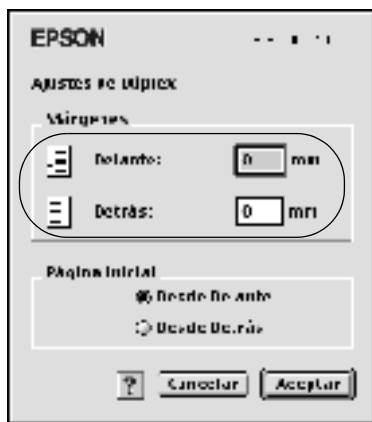 EPSON
Ajustes de Dúplex
Márgenes
Delante: 0 mm
Detrás: 0 mm
Página Inicial
Desde Delante
Desde Detrás
? Cancelar Aceptar